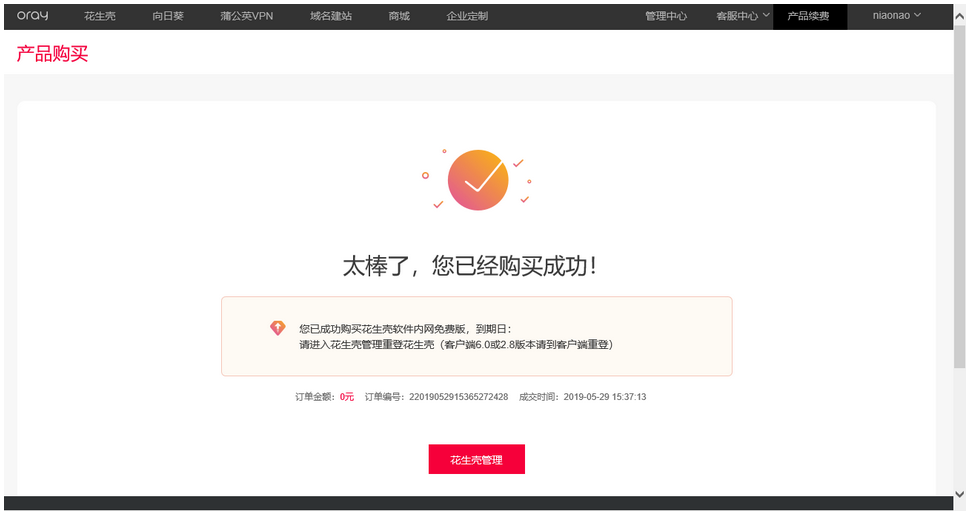 oray 花生壳 向日葵 蒲公英VPN 域名建站 商城 企业定制 管理中心 客服中心 产品续费 niaonao
产品购买
太棒了，您已经购买成功！
您已成功购买花生壳软件内网免费版，到期日：
请进入花生壳管理重登花生壳（客户端6.0或2.8版本请到客户端重登）
订单金额：0元 订单编号：22019052915365272428 成交时间：2019-05-29 15:37:13
花生壳管理